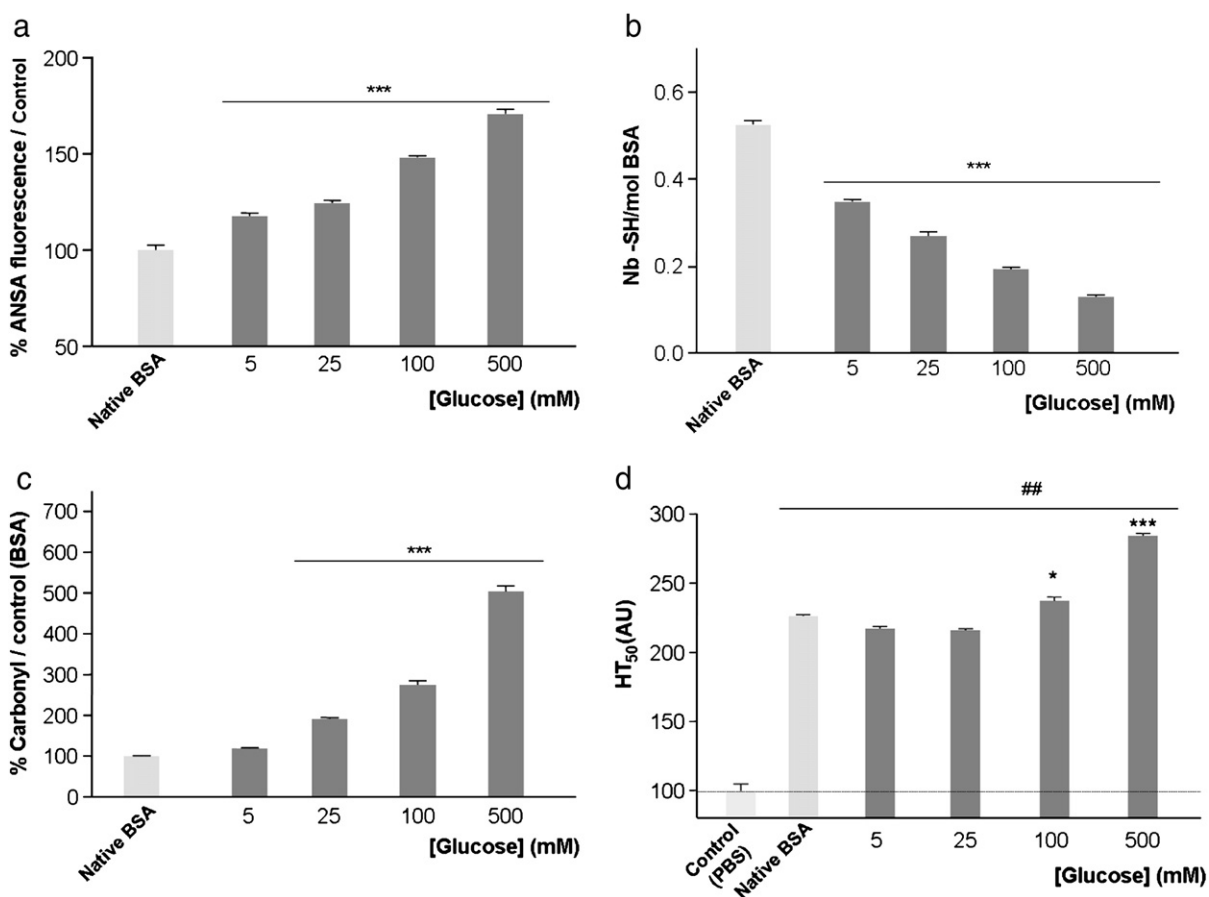 a
% ANSA fluorescence / Control
200
150
100
50
***
Native BSA
5 25 100 500
[Glucose] (mM)
b
Nb -SH/mol BSA
0.6
0.4
0.2
0.0
***
Native BSA
5 25 100 500
[Glucose] (mM)
c
% Carbonyl / control (BSA)
700
600
500
400
300
200
100
0
***
Native BSA
5 25 100 500
[Glucose] (mM)
d
HT50(AU)
300
250
200
150
100
##
*
***
Control
(PBS)
Native BSA
5 25 100 500
[Glucose] (mM)